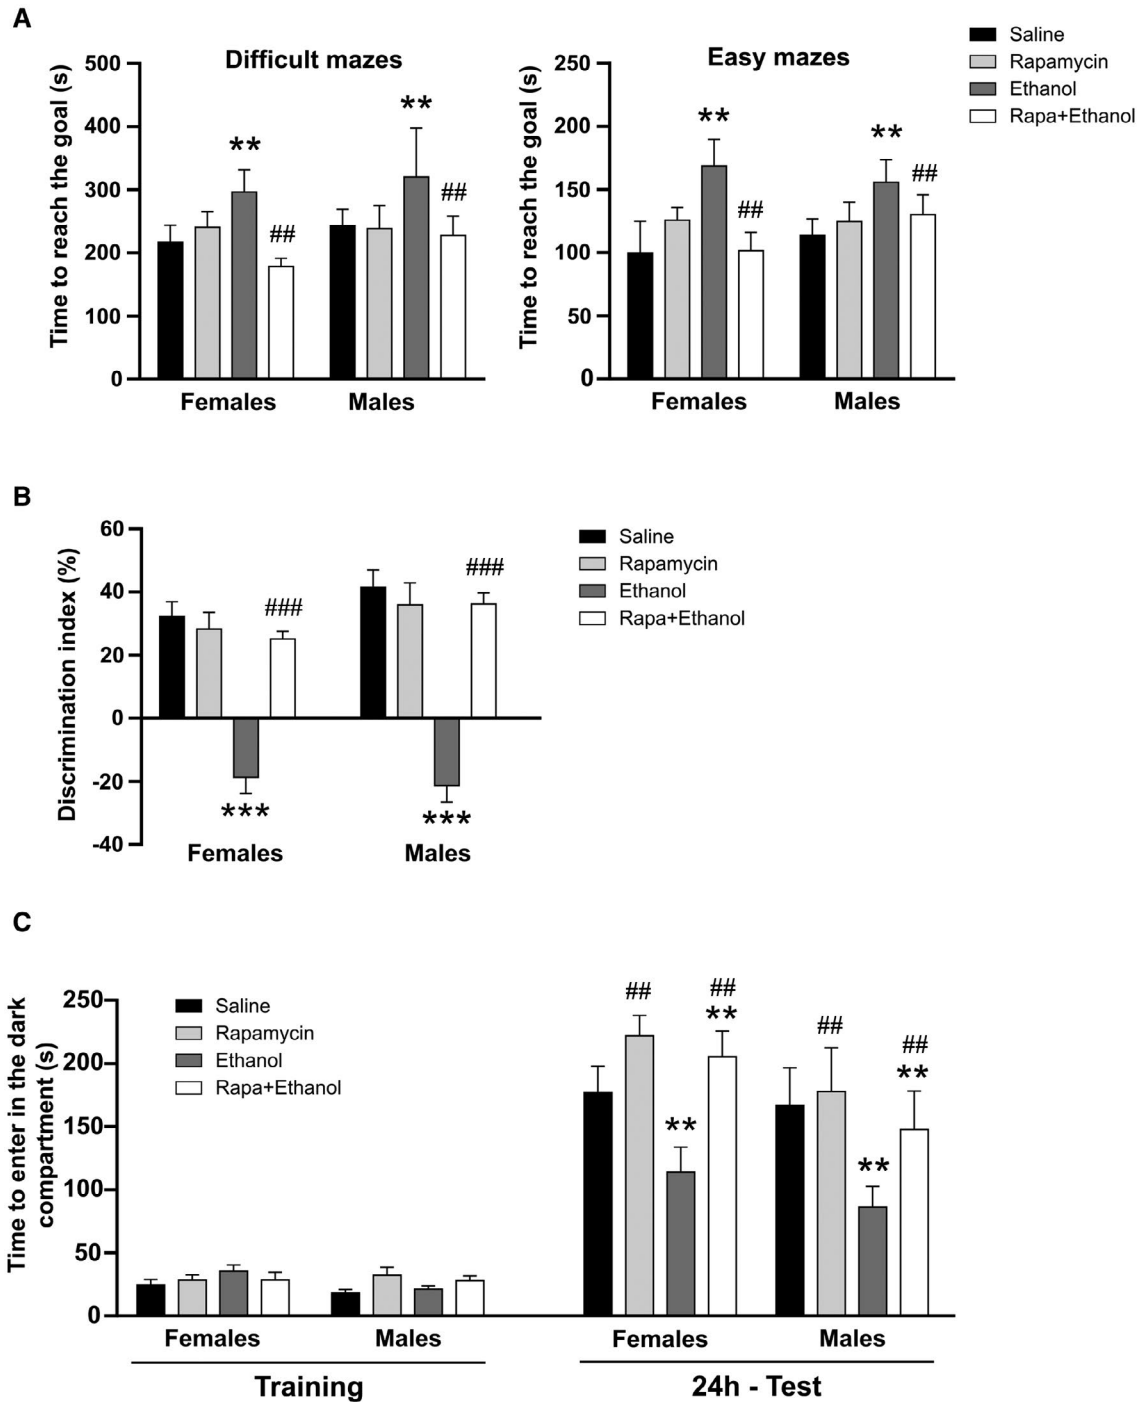 A
Difficult mazes
Time to reach the goal (s)
500
400
300
200
100
0
**
##
**
##
Females
Males
Easy mazes
Time to reach the goal (s)
250
200
150
100
50
0
**
##
**
##
Females
Males
Saline
Rapamycin
Ethanol
Rapa+Ethanol
B
Discrimination index (%)
60
40
20
0
-20
-40
###
***
###
***
Females
Males
Saline
Rapamycin
Ethanol
Rapa+Ethanol
C
Time to enter in the dark
compartment (s)
250
200
150
100
50
0
Saline
Rapamycin
Ethanol
Rapa+Ethanol
##
**
##
**
##
**
##
**
Females
Males
Females
Males
Training
24h - Test